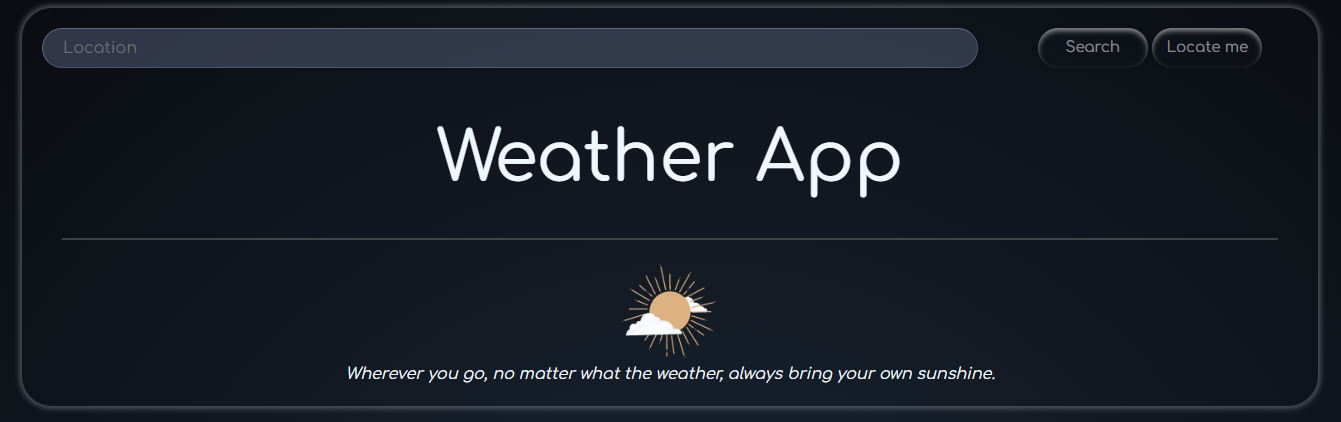 Location
Search
Locate me
Weather App
Wherever you go, no matter what the weather, always bring your own sunshine.